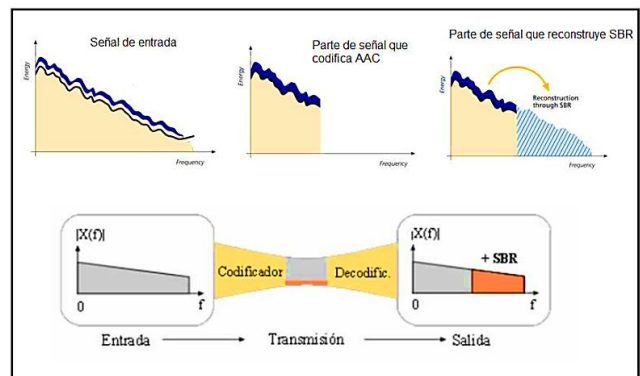 Señal de entrada
Energy
Frequency
Parte de señal que
codifica AAC
Energy
Frequency
Parte de señal que reconstruye SBR
Energy
Reconstruction
through SBR
Frequency
|X(f)|
0
f
Codificador
Decodific.
|X(f)|
+ SBR
0
f
Entrada
Transmisión
Salida